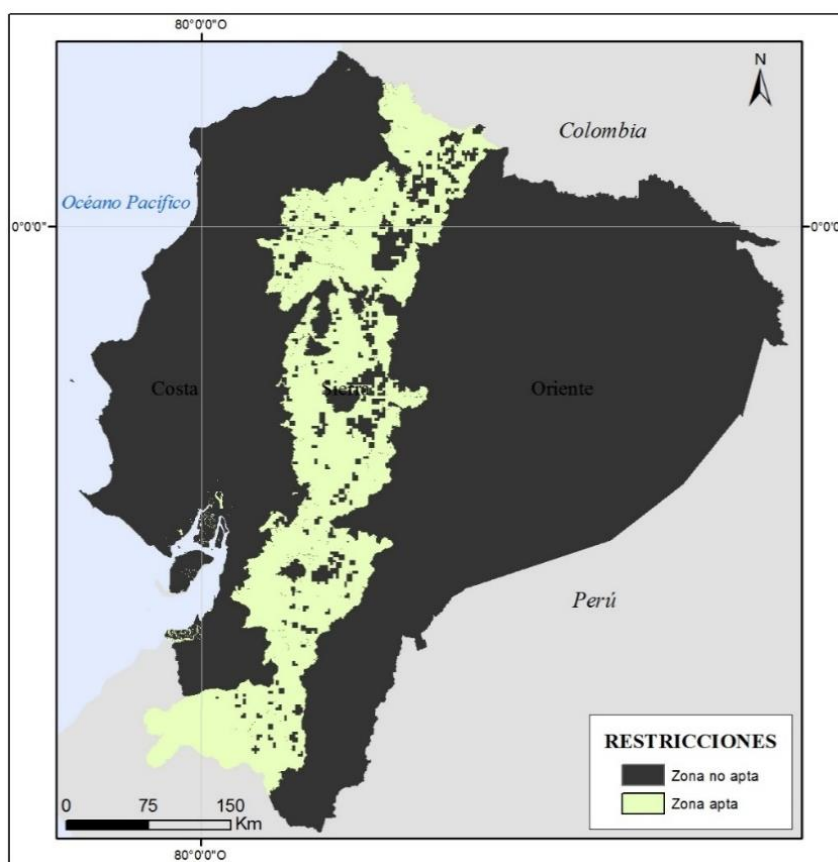 80°0'0"O
N
Colombia
Océano Pacífico
0°0'0"
0°0'0"
Costa
Sierra
Oriente
Perú
RESTRICCIONES
Zona no apta
Zona apta
0 75 150
Km
80°0'0"O